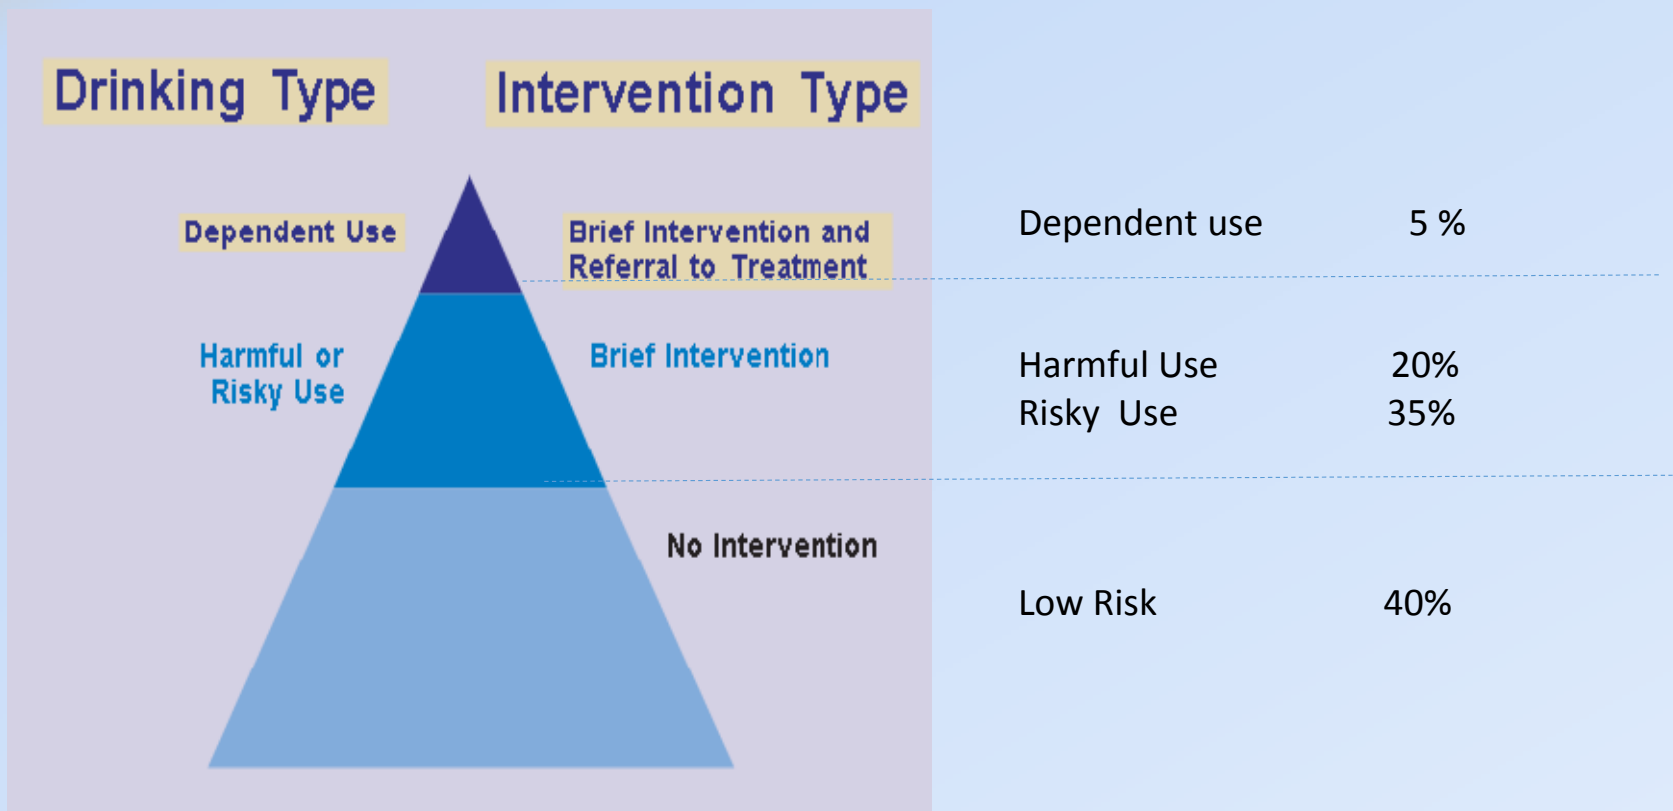 Drinking Type
Intervention Type
Dependent Use
Brief Intervention and
Referral to Treatment
Harmful or
Risky Use
Brief Intervention
No Intervention
Dependent use 5 %
Harmful Use 20%
Risky Use 35%
Low Risk 40%